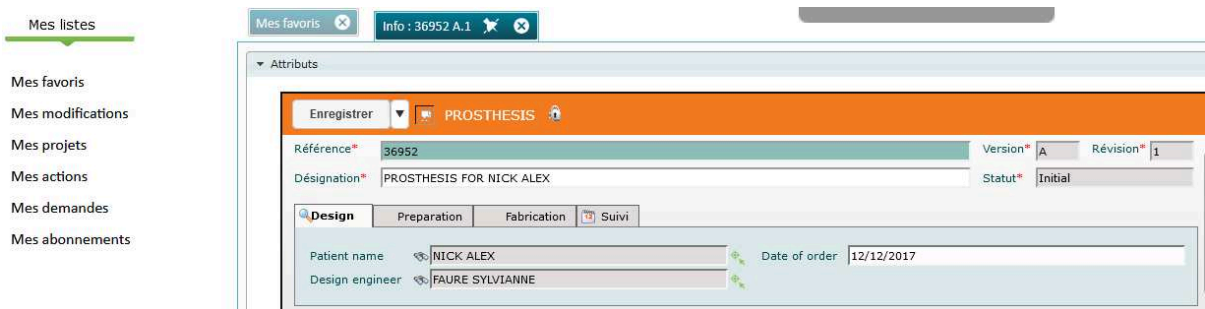 Mes listes
Mes favoris
Mes modifications
Mes projets
Mes actions
Mes demandes
Mes abonnements
Mes favoris Info : 36952 A.1
Attributs
Enregistrer PROSTHESIS
Référence* 36952 Version* A Révision* 1
Désignation* PROSTHESIS FOR NICK ALEX Statut* Initial
Design Preparation Fabrication Suivi
Patient name NICK ALEX Date of order 12/12/2017
Design engineer FAURE SYLVIANNE